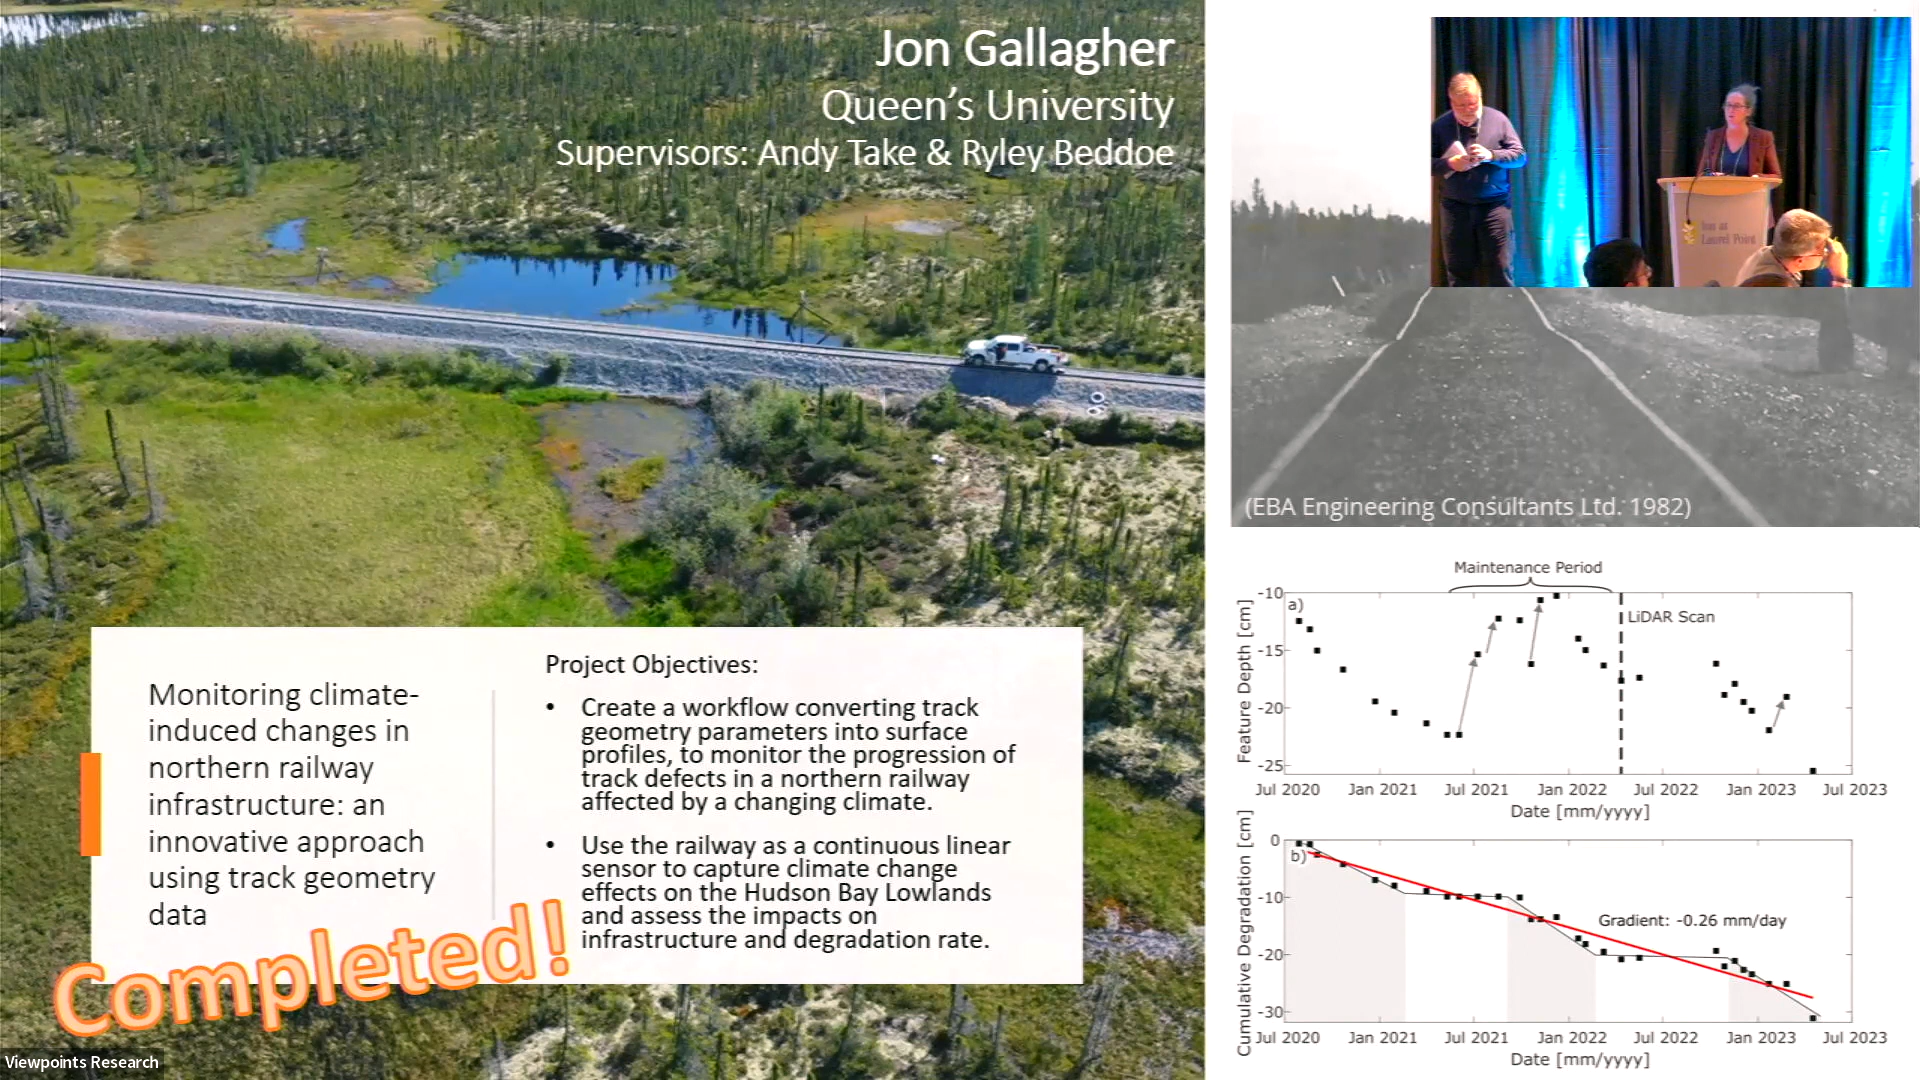 Jon Gallagher
Queen's University
Supervisors: Andy Take & Ryley Beddoe
Inn at
Laurel Point
(EBA Engineering Consultants Ltd. 1982)
Monitoring climate-
induced changes in
northern railway
infrastructure: an
innovative approach
using track geometry
data
Project Objectives:
• Create a workflow converting track
geometry parameters into surface
profiles, to monitor the progression of
track defects in a northern railway
affected by a changing climate.
• Use the railway as a continuous linear
sensor to capture climate change
effects on the Hudson Bay Lowlands
and assess the impacts on
infrastructure and degradation rate.
Completed!
Viewpoints Research
Maintenance Period
a)
LiDAR Scan
Feature Depth [cm]
-10
-15
-20
-25
Jul 2020 Jan 2021 Jul 2021 Jan 2022 Jul 2022 Jan 2023 Jul 2023
Date [mm/yyyy]
b)
Gradient: -0.26 mm/day
Cumulative Degradation [cm]
0
-10
-20
-30
Jul 2020 Jan 2021 Jul 2021 Jan 2022 Jul 2022 Jan 2023 Jul 2023
Date [mm/yyyy]